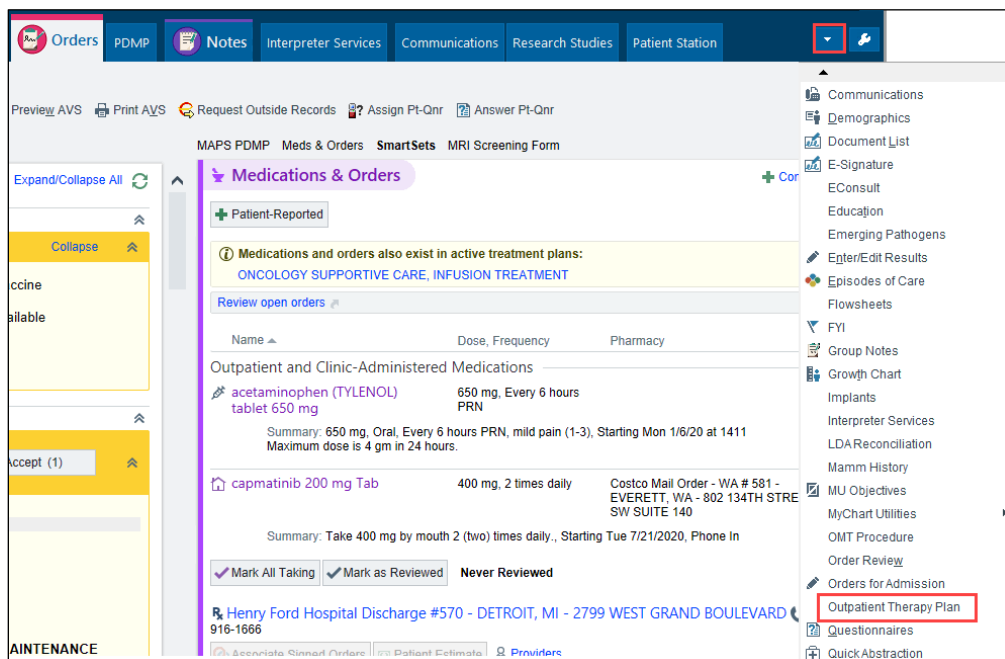 Orders PDMP Notes Interpreter Services Communications Research Studies Patient Station
Preview AVS Print AVS Request Outside Records Assign Pt-Qnr Answer Pt-Qnr
MAPS PDMP Meds & Orders SmartSets MRI Screening Form
Expand/Collapse All
Collapse
ccine
ailable
Accept (1)
AINTENANCE
Medications & Orders
Con
Patient-Reported
Medications and orders also exist in active treatment plans:
ONCOLOGY SUPPORTIVE CARE, INFUSION TREATMENT
Review open orders
Name Dose, Frequency Pharmacy
Outpatient and Clinic-Administered Medications
acetaminophen (TYLENOL) 650 mg, Every 6 hours
tablet 650 mg PRN
Summary: 650 mg, Oral, Every 6 hours PRN, mild pain (1-3), Starting Mon 1/6/20 at 1411
Maximum dose is 4 gm in 24 hours.
capmatinib 200 mg Tab 400 mg, 2 times daily Costco Mail Order - WA # 581 -
EVERETT, WA - 802 134TH STRE
SW SUITE 140
Summary: Take 400 mg by mouth 2 (two) times daily., Starting Tue 7/21/2020, Phone In
Mark All Taking Mark as Reviewed Never Reviewed
Henry Ford Hospital Discharge #570 - DETROIT, MI - 2799 WEST GRAND BOULEVARD
916-1666
Associate Signed Orders Patient Estimate Providers
Communications
Demographics
Document List
E-Signature
EConsult
Education
Emerging Pathogens
Enter/Edit Results
Episodes of Care
Flowsheets
FYI
Group Notes
Growth Chart
Implants
Interpreter Services
LDA Reconciliation
Mamm History
MU Objectives
MyChart Utilities
OMT Procedure
Order Review
Orders for Admission
Outpatient Therapy Plan
Questionnaires
Quick Abstraction